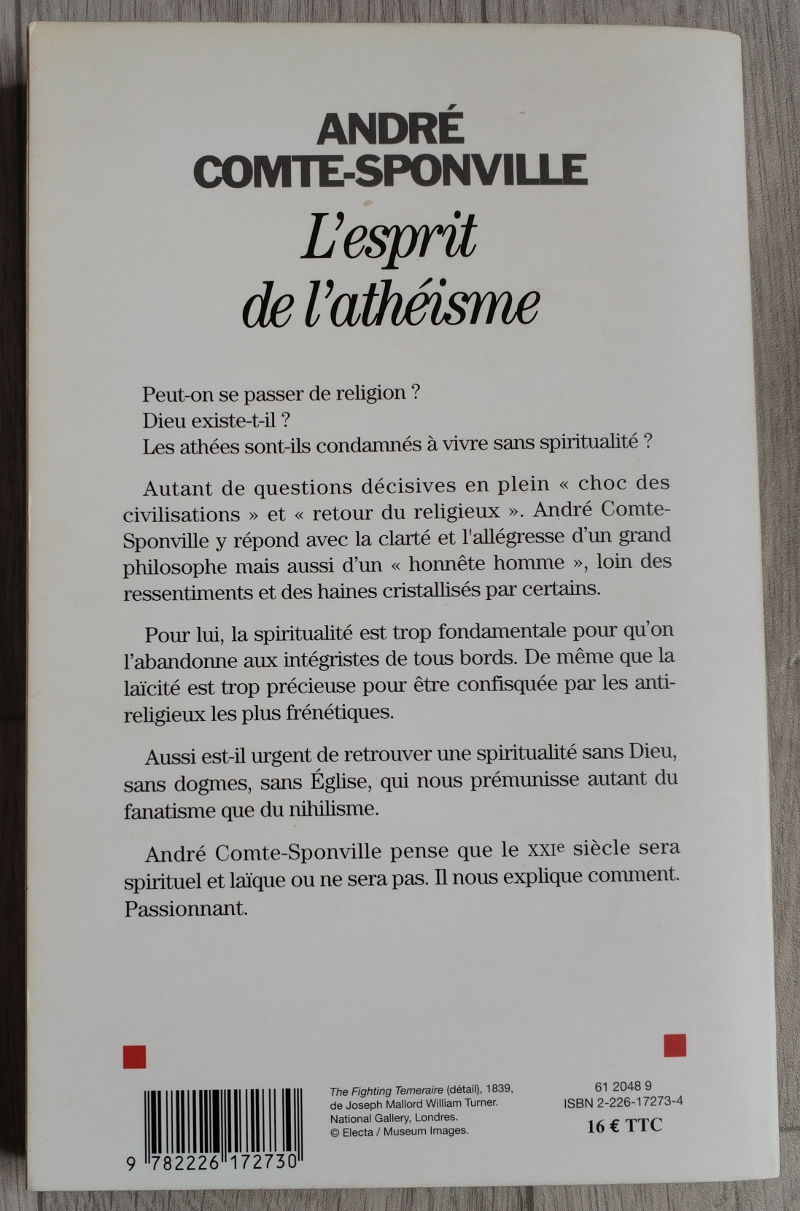 ANDRÉ
COMTE-SPONVILLE
L'esprit
de l'athéisme
Peut-on se passer de religion ?
Dieu existe-t-il ?
Les athées sont-ils condamnés à vivre sans spiritualité ?
Autant de questions décisives en plein « choc des
civilisations » et « retour du religieux ». André Comte-
Sponville y répond avec la clarté et l'allégresse d'un grand
philosophe mais aussi d'un « honnête homme », loin des
ressentiments et des haines cristallisés par certains.
Pour lui, la spiritualité est trop fondamentale pour qu'on
l'abandonne aux intégristes de tous bords. De même que la
laïcité est trop précieuse pour être confisquée par les anti-
religieux les plus frénétiques.
Aussi est-il urgent de retrouver une spiritualité sans Dieu,
sans dogmes, sans Église, qui nous prémunisse autant du
fanatisme que du nihilisme.
André Comte-Sponville pense que le XXIe siècle sera
spirituel et laïque ou ne sera pas. Il nous explique comment.
Passionnant.
The Fighting Temeraire (détail), 1839,
de Joseph Mallord William Turner.
National Gallery, Londres.
© Electa / Museum Images.
61 2048 9
ISBN 2-226-17273-4
16 € TTC
9 782226 172730